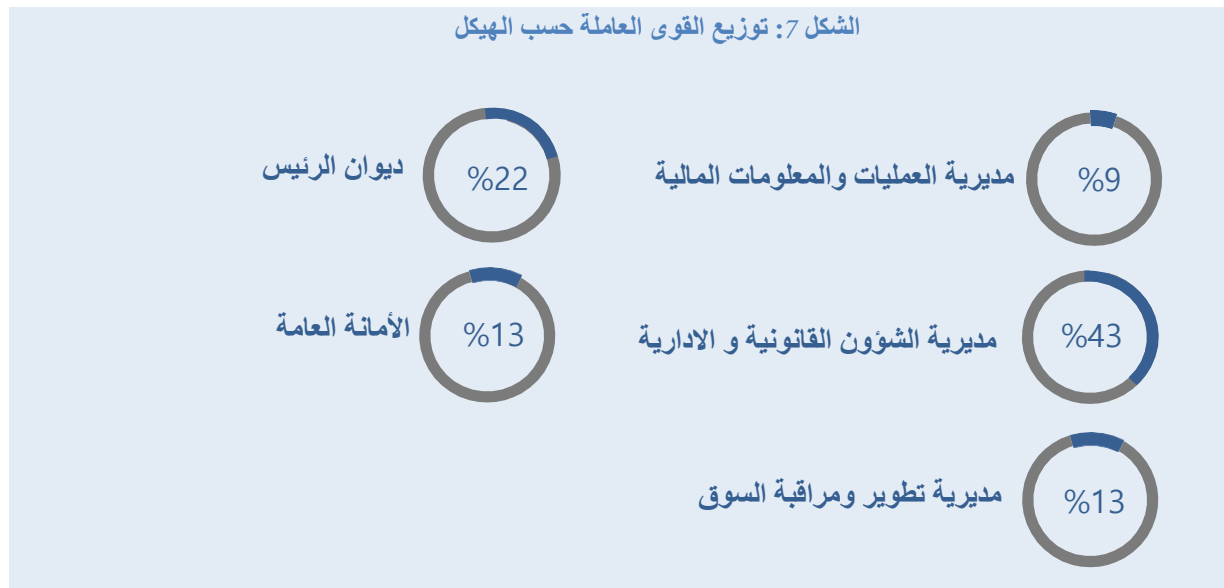 الشكل 7: توزيع القوى العاملة حسب الهيكل
%9
مديرية العمليات والمعلومات المالية
%22
ديوان الرئيس
%43
مديرية الشؤون القانونية و الادارية
%13
الأمانة العامة
%13
مديرية تطوير ومراقبة السوق